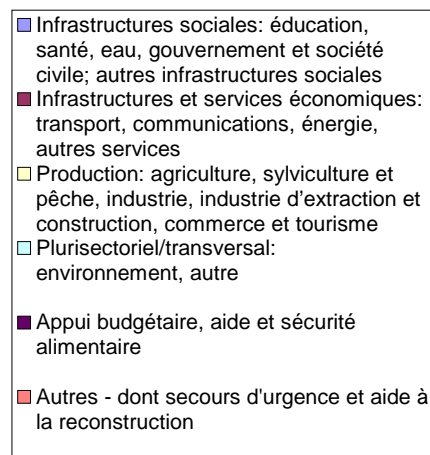 Infrastructures sociales: éducation,
santé, eau, gouvernement et société
civile; autres infrastructures sociales
Infrastructures et services économiques:
transport, communications, énergie,
autres services
Production: agriculture, sylviculture et
pêche, industrie, industrie d'extraction et
construction, commerce et tourisme
Plurisectoriel/transversal:
environnement, autre
Appui budgétaire, aide et sécurité
alimentaire
Autres - dont secours d'urgence et aide à
la reconstruction